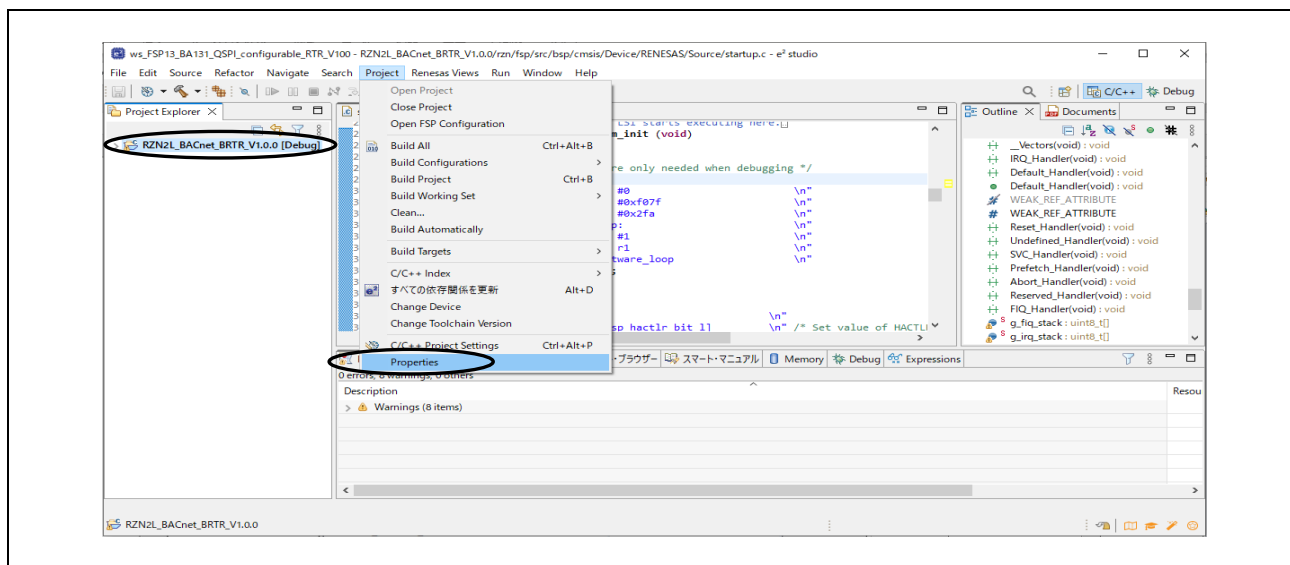 ws_FSP13_BA131_QSPI_configurable_RTR_V100 - RZN2L_BACnet_BRTR_V1.0.0/rzn/fsp/src/bsp/cmsis/Device/RENESAS/Source/startup.c - e² studio
File Edit Source Refactor Navigate Search Project Renesas Views Run Window Help
C/C++ Debug
Project Explorer
RZN2L_BACnet_BRTR_V1.0.0 [Debug]
Open Project
Close Project
Open FSP Configuration
Build All Ctrl+Alt+B
Build Configurations
Build Project Ctrl+B
Build Working Set
Clean...
Build Automatically
Build Targets
C/C++ Index
すべての依存関係を更新 Alt+D
Change Device
Change Toolchain Version
C/C++ Project Settings Ctrl+Alt+P
Properties
LSI starts executing here.
m_init (void)
re only needed when debugging */
#0 \n"
#0xf07f \n"
#0x2fa \n"
p: \n"
#1 \n"
r1 \n"
tware_loop \n"
\n"
sp hactlr bit l] \n" /* Set value of HACTL
Outline Documents
__Vectors(void) : void
IRQ_Handler(void) : void
Default_Handler(void) : void
Default_Handler(void) : void
WEAK_REF_ATTRIBUTE
WEAK_REF_ATTRIBUTE
Reset_Handler(void) : void
Undefined_Handler(void) : void
SVC_Handler(void) : void
Prefetch_Handler(void) : void
Abort_Handler(void) : void
Reserved_Handler(void) : void
FIQ_Handler(void) : void
g_fiq_stack : uint8_t[]
g_irq_stack : uint8_t[]
・ブラウザー スマート・マニュアル Memory Debug Expressions
0 errors, 8 warnings, 0 others
Description Resou
Warnings (8 items)
RZN2L_BACnet_BRTR_V1.0.0